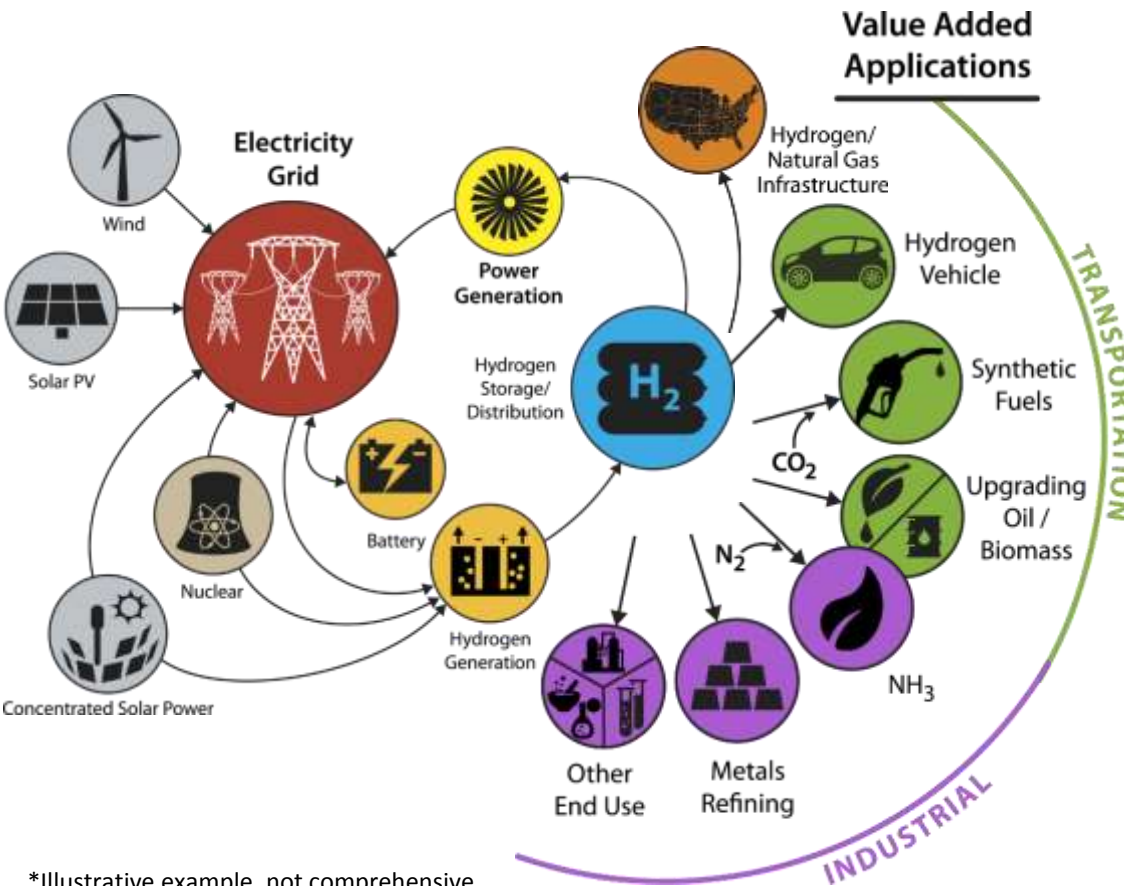 Value Added
Applications
Wind
Electricity
Grid
Hydrogen/
Natural Gas
Infrastructure
Solar PV
Power
Generation
Hydrogen
Vehicle
Hydrogen
Storage/
Distribution
H2
Synthetic
Fuels
CO2
Nuclear
Battery
Upgrading
Oil /
Biomass
N2
Hydrogen
Generation
NH3
Concentrated Solar Power
Other
End Use
Metals
Refining
TRANSPORTATION
INDUSTRIAL
*Illustrative example, not comprehensive